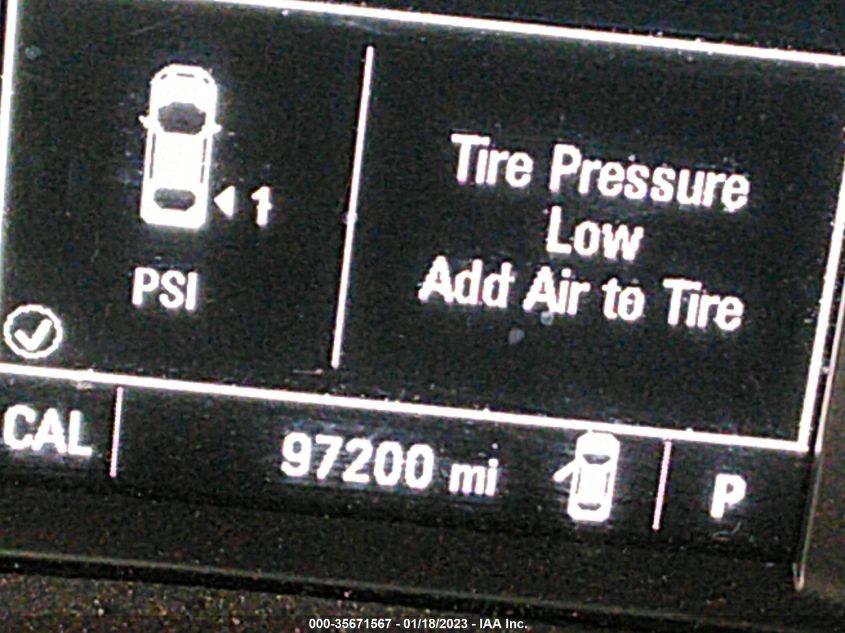 1
PSI
Tire Pressure
Low
Add Air to Tire
CAL
97200 mi
P
000-35671567 - 01/18/2023 - IAA Inc.